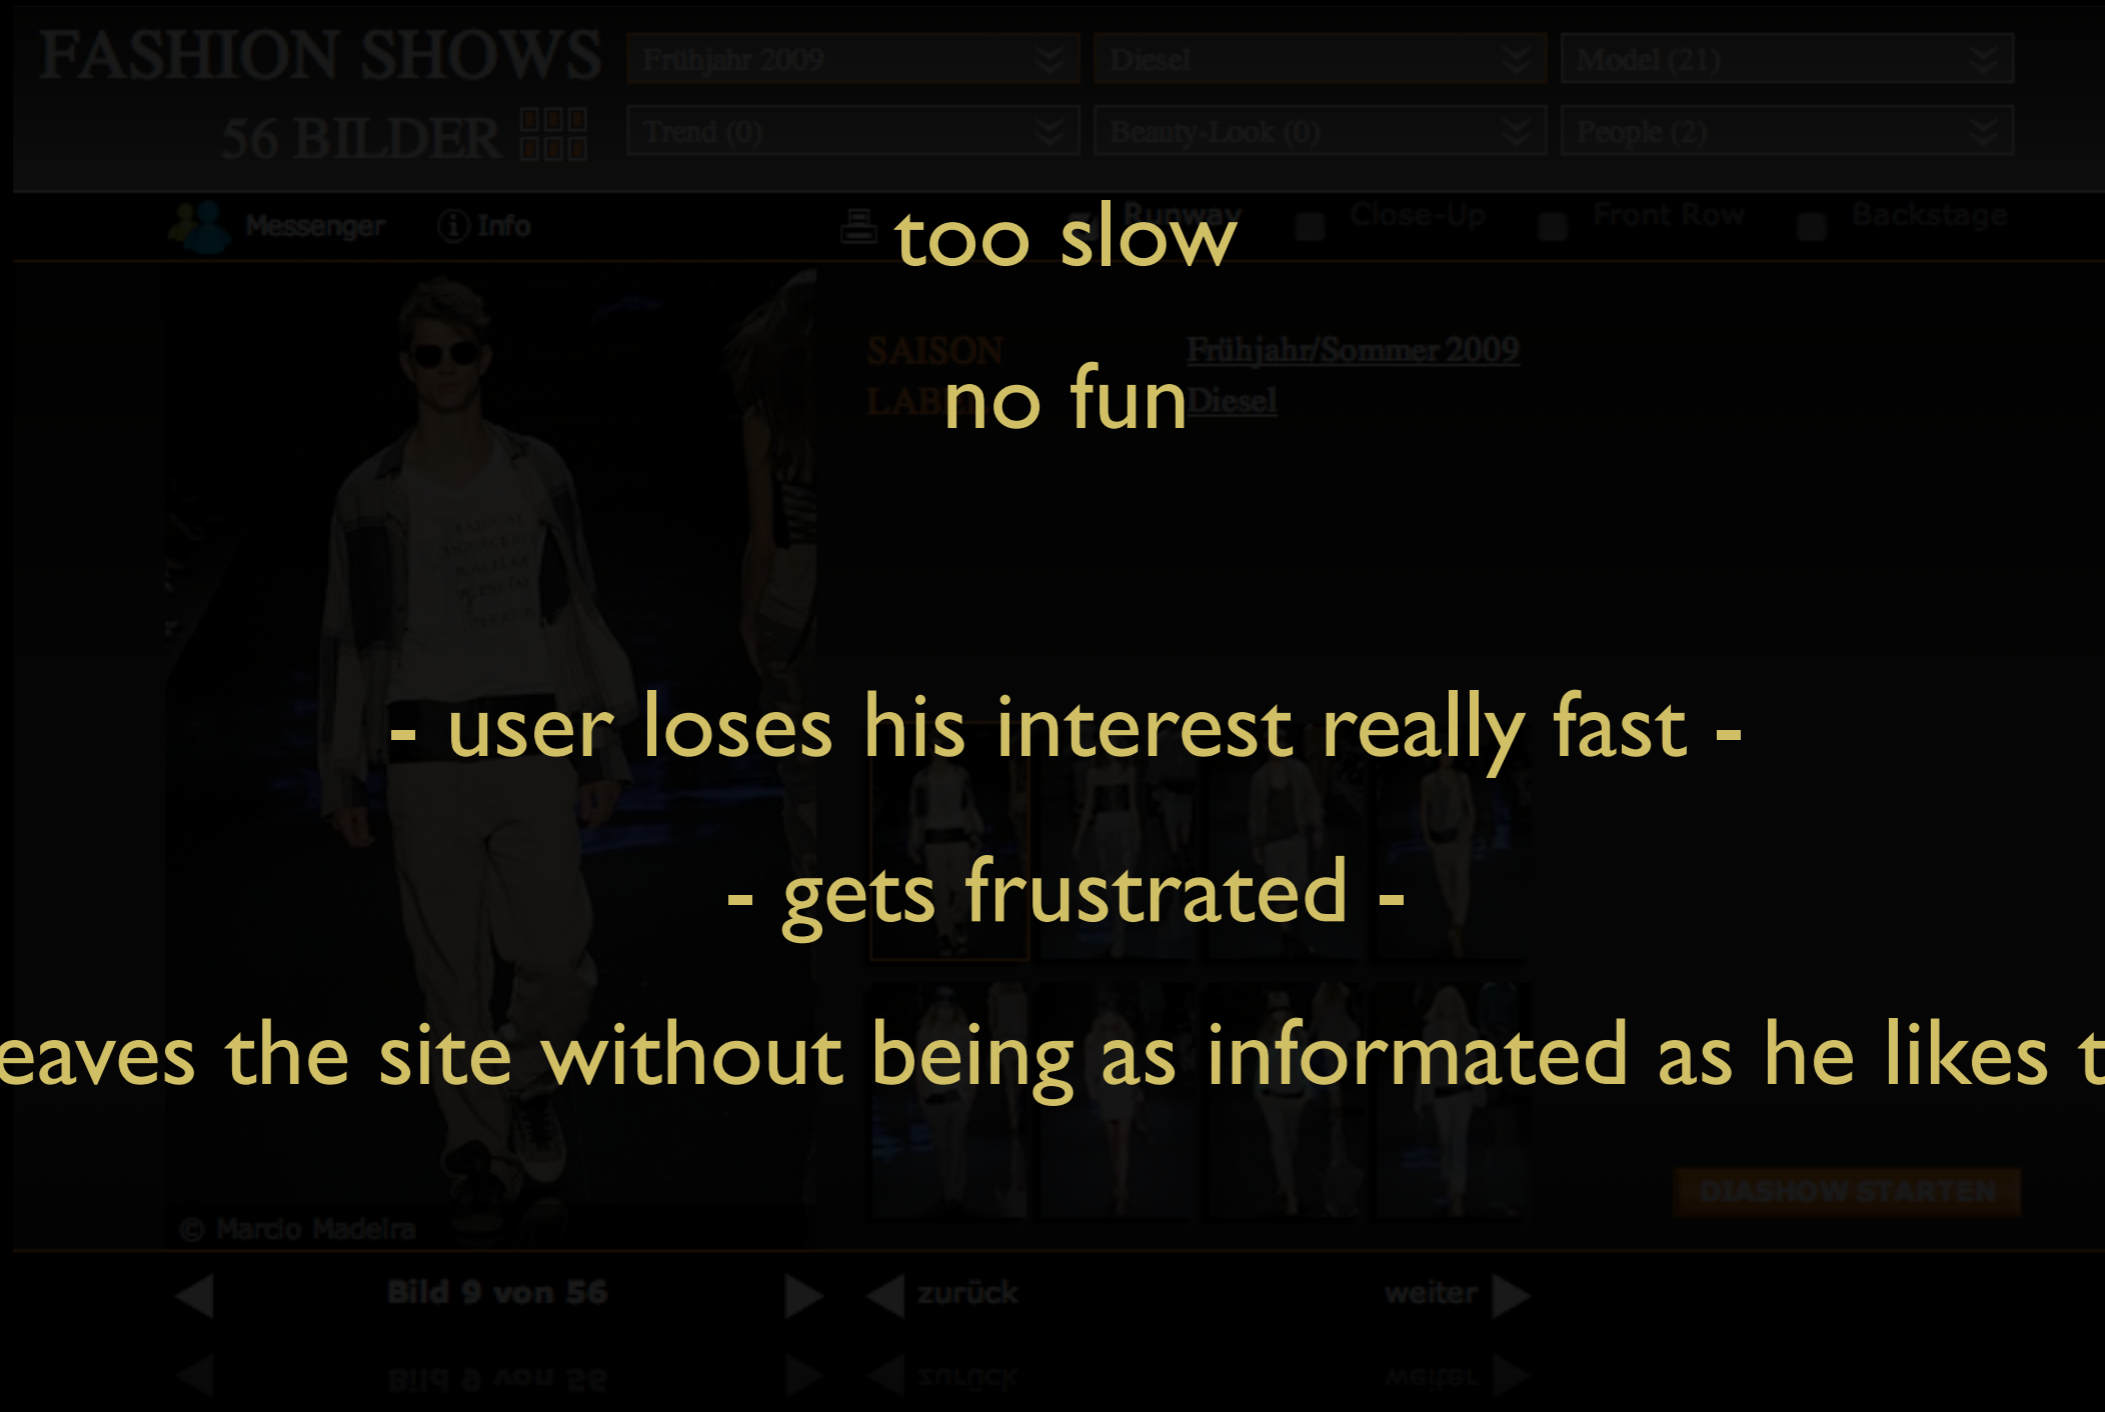 FASHION SHOWS
Frühjahr 2009
Diesel
Model (21)
56 BILDER
Trend (0)
Beauty-Look (0)
People (2)
Messenger
Info
Runway
Close-Up
Front Row
Backstage
too slow
SAISON
Frühjahr/Sommer 2009
no fun
Diesel
- user loses his interest really fast -
- gets frustrated -
eaves the site without being as informated as he likes t
DIASHOW STARTEN
© Marcio Madeira
Bild 9 von 56
zurück
weiter